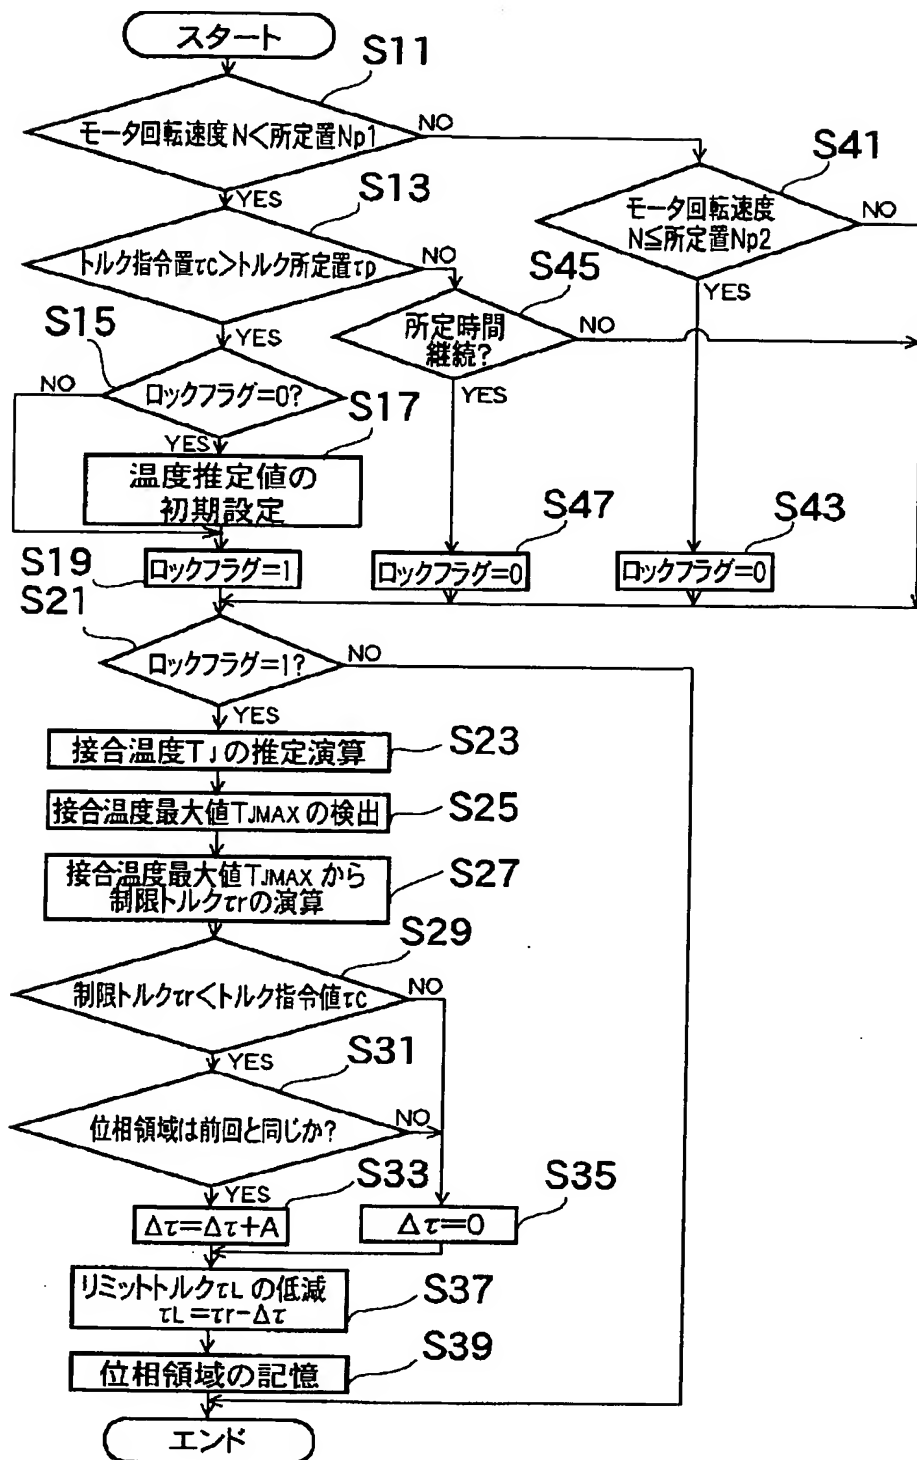 スタート
S11
モータ回転速度N<所定置Np1
NO
YES
S41
モータ回転速度
N≦所定置Np2
NO
YES
S13
トルク指令置τc>トルク所定置τp
NO
YES
S45
所定時間
継続?
NO
YES
S15
ロックフラグ=0?
NO
YES
S17
温度推定値の
初期設定
S19
ロックフラグ=1
S47
ロックフラグ=0
S43
ロックフラグ=0
S21
ロックフラグ=1?
NO
YES
接合温度TJの推定演算
S23
接合温度最大値TJMAXの検出
S25
接合温度最大値TJMAXから
制限トルクτrの演算
S27
S29
制限トルクτr<トルク指令値τc
NO
YES
S31
位相領域は前回と同じか?
NO
YES
S33
Δτ=Δτ+A
S35
Δτ=0
リミットトルクτLの低減
τL=τr-Δτ
S37
位相領域の記憶
S39
エンド